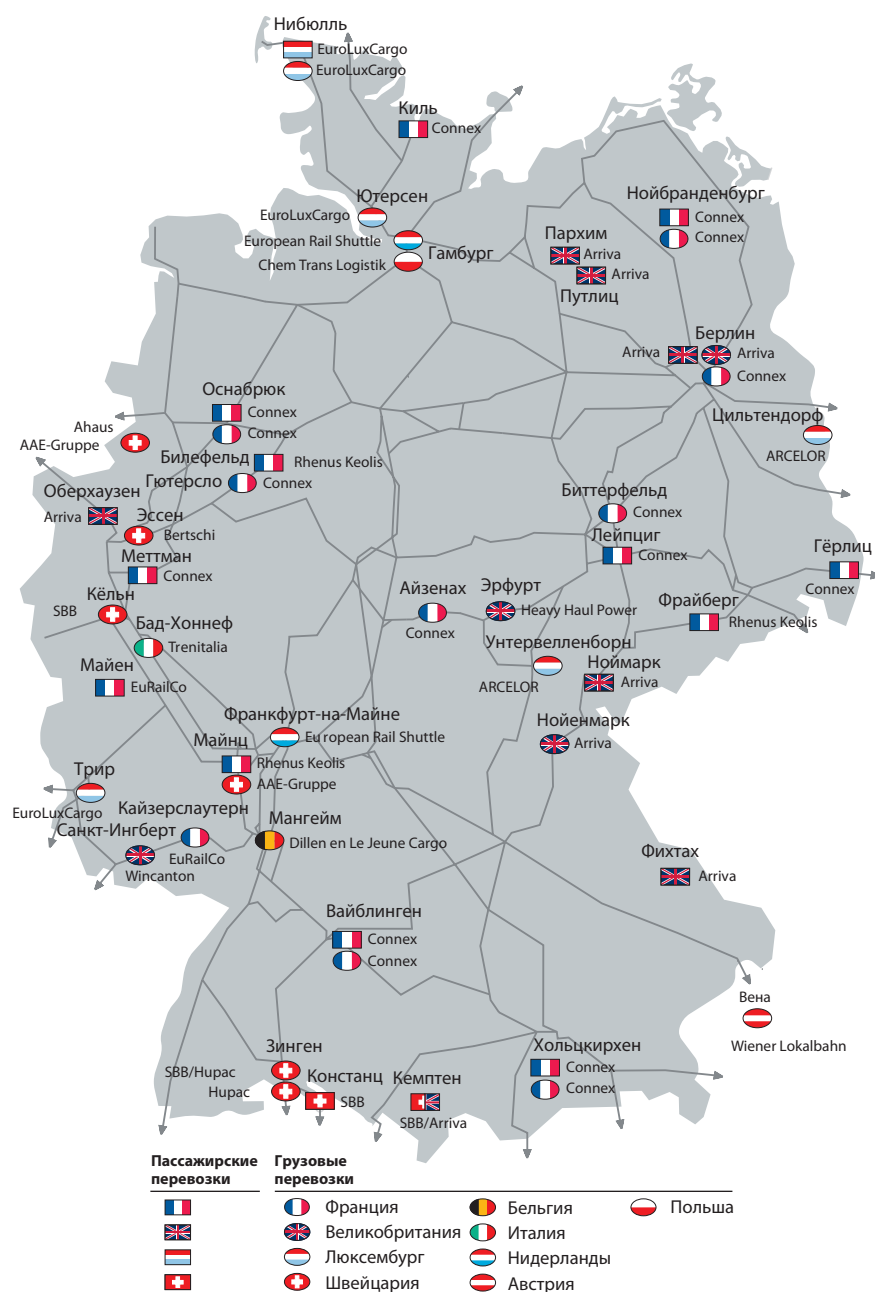 Нибюлль
EuroLuxCargo
EuroLuxCargo
Киль
Connex
Ютерсен
EuroLuxCargo
European Rail Shuttle
Chem Trans Logistik
Гамбург
Нойбранденбург
Connex
Connex
Пархим
Arriva
Arriva
Путлиц
Берлин
Arriva
Arriva
Connex
Оснабрюк
Connex
Connex
Ahaus
AAE-Gruppe
Цильтендорф
ARCELOR
Билефельд
Rhenus Keolis
Гютерсло
Connex
Оберхаузен
Arriva
Эссен
Bertschi
Биттерфельд
Connex
Лейпциг
Connex
Меттман
Connex
Гёрлиц
Connex
Кёльн
SBB
Айзенах
Connex
Эрфурт
Heavy Haul Power
Фрайберг
Rhenus Keolis
Бад-Хоннеф
Trenitalia
Унтервелленборн
ARCELOR
Ноймарк
Arriva
Майен
EuRailCo
Франкфурт-на-Майне
European Rail Shuttle
Нойенмарк
Arriva
Майнц
Rhenus Keolis
AAE-Gruppe
Трир
EuroLuxCargo
Кайзерслаутерн
EuRailCo
Санкт-Ингберт
Wincanton
Мангейм
Dillen en Le Jeune Cargo
Фихтах
Arriva
Вайблинген
Connex
Connex
Вена
Wiener Lokalbahn
Зинген
SBB/Hupac
Hupac
Констанц
SBB
Кемптен
SBB/Arriva
Хольцкирхен
Connex
Connex
Пассажирские
перевозки
Грузовые
перевозки
Франция
Великобритания
Люксембург
Швейцария
Бельгия
Италия
Нидерланды
Австрия
Польша